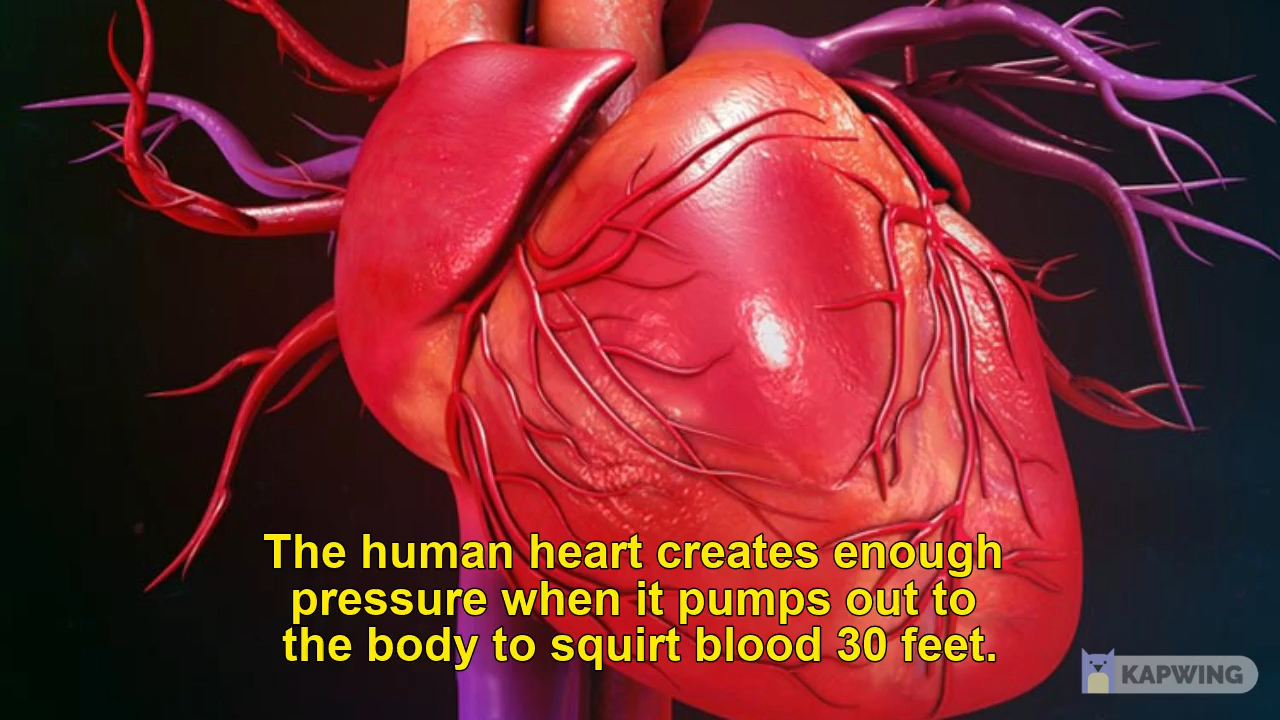 The human heart creates enough
pressure when it pumps out to
the body to squirt blood 30 feet.
KAPWING